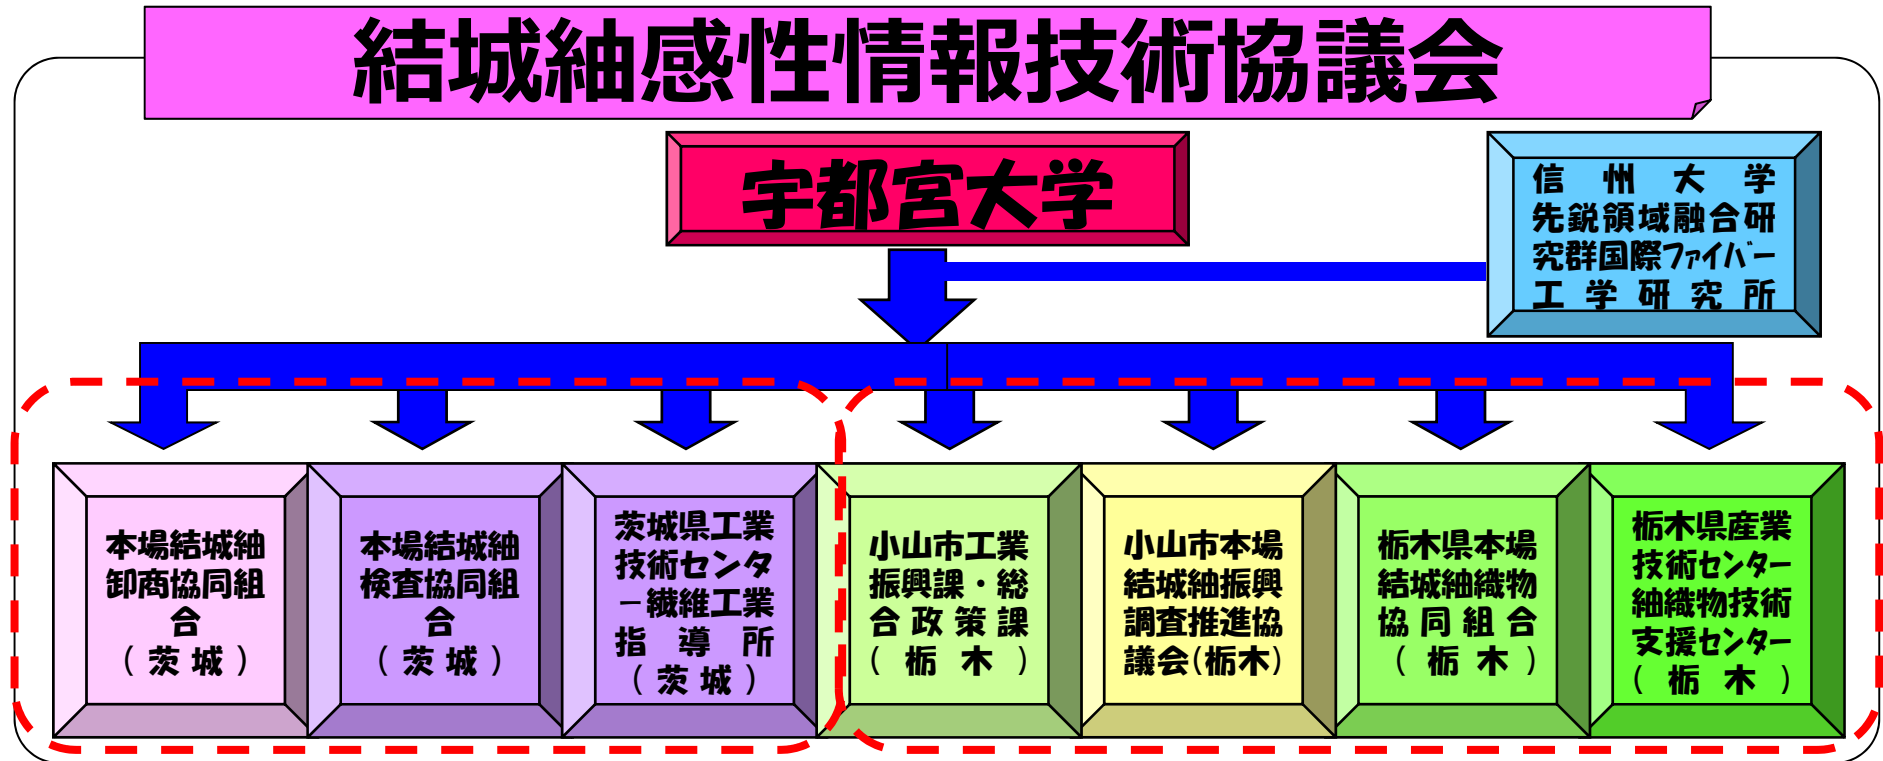 結城紬感性情報技術協議会
宇都宮大学
信州大学
先鋭領域融合研
究群国際ファイバー
工学研究所
本場結城紬
卸商協同組
合
(茨城)
本場結城紬
検査協同組
合
(茨城)
茨城県工業
技術センタ
ー繊維工業
指導所
(茨城)
小山市工業
振興課・総
合政策課
(栃木)
小山市本場
結城紬振興
調査推進協
議会(栃木)
栃木県本場
結城紬織物
協同組合
(栃木)
栃木県産業
技術センター
紬織物技術
支援センター
(栃木)